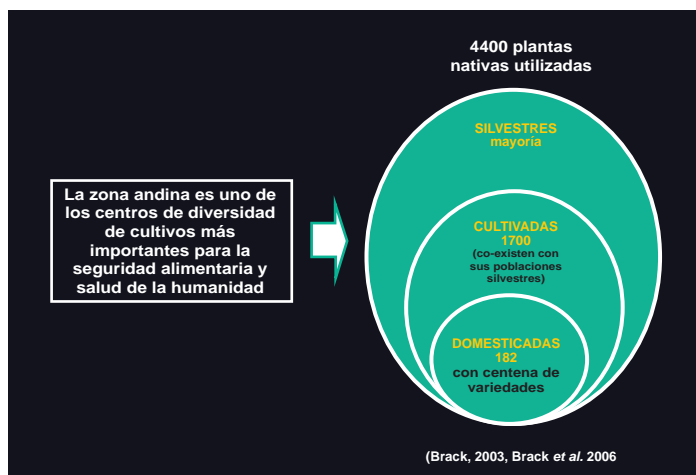 4400 plantas
nativas utilizadas
SILVESTRES
mayoría
La zona andina es uno de
los centros de diversidad
de cultivos más
importantes para la
seguridad alimentaria y
salud de la humanidad
CULTIVADAS
1700
(co-existen con
sus poblaciones
silvestres)
DOMESTICADAS
182
con centena de
variedades
(Brack, 2003, Brack et al. 2006